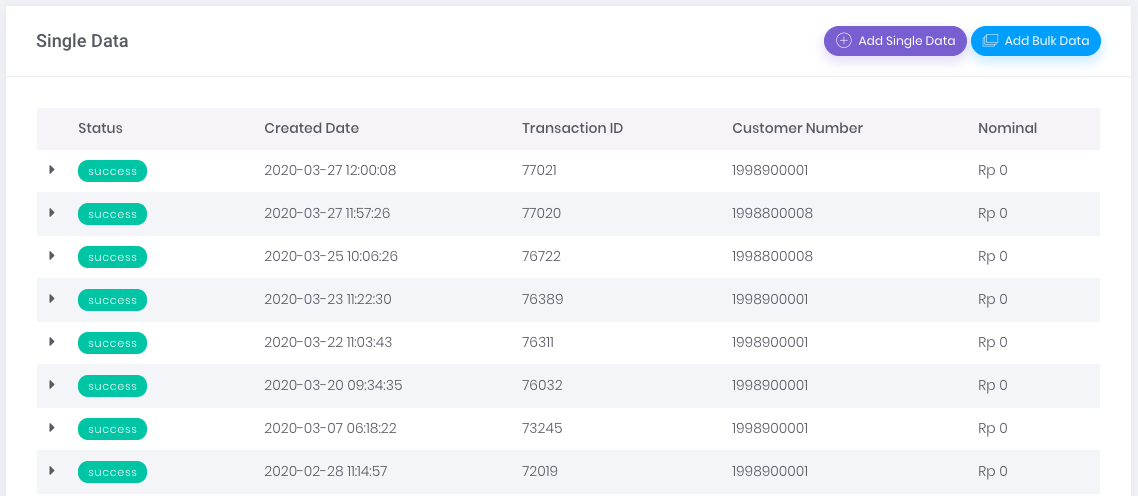 Single Data Add Single Data Add Bulk Data
Status Created Date Transaction ID Customer Number Nominal
success 2020-03-27 12:00:08 77021 1998900001 Rp 0
success 2020-03-27 11:57:26 77020 1998800008 Rp 0
success 2020-03-25 10:06:26 76722 1998800008 Rp 0
success 2020-03-23 11:22:30 76389 1998900001 Rp 0
success 2020-03-22 11:03:43 76311 1998900001 Rp 0
success 2020-03-20 09:34:35 76032 1998900001 Rp 0
success 2020-03-07 06:18:22 73245 1998900001 Rp 0
success 2020-02-28 11:14:57 72019 1998900001 Rp 0